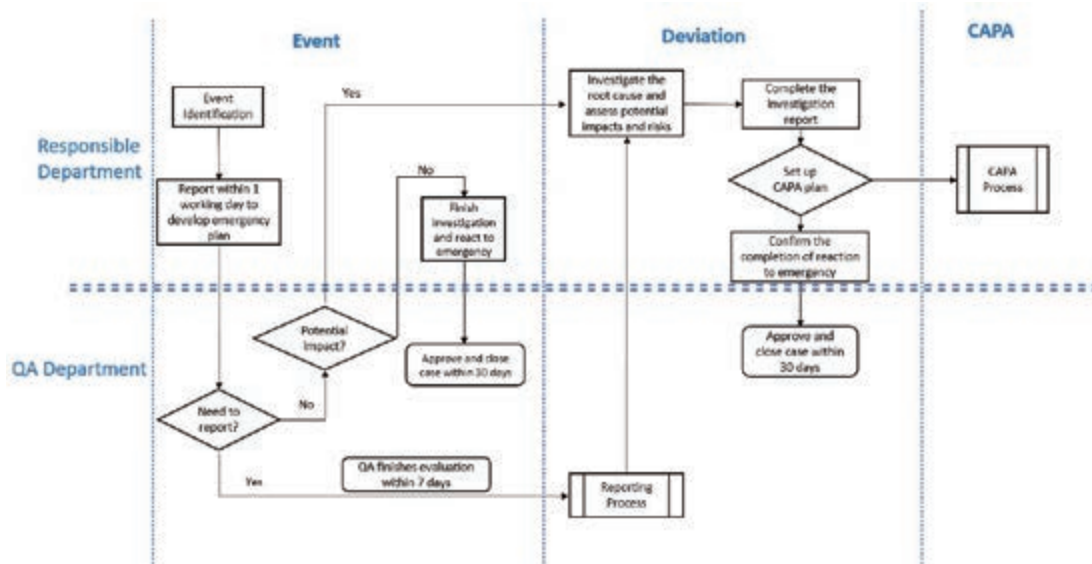 Event
Deviation
CAPA
Responsible
Department
QA Department
Event
Identification
Report within 1
working day to
develop emergency
plan
Need to
report?
No
Yes
Potential
Impact?
Yes
No
Finish
investigation
and react to
emergency
Approve and close
case within 30 days
QA finishes evaluation
within 7 days
Reporting
Process
Investigate the
root cause and
assess potential
impacts and risks
Complete the
investigation
report
Set up
CAPA plan
Confirm the
completion of reaction
to emergency
Approve and
close case within
30 days
CAPA
Process